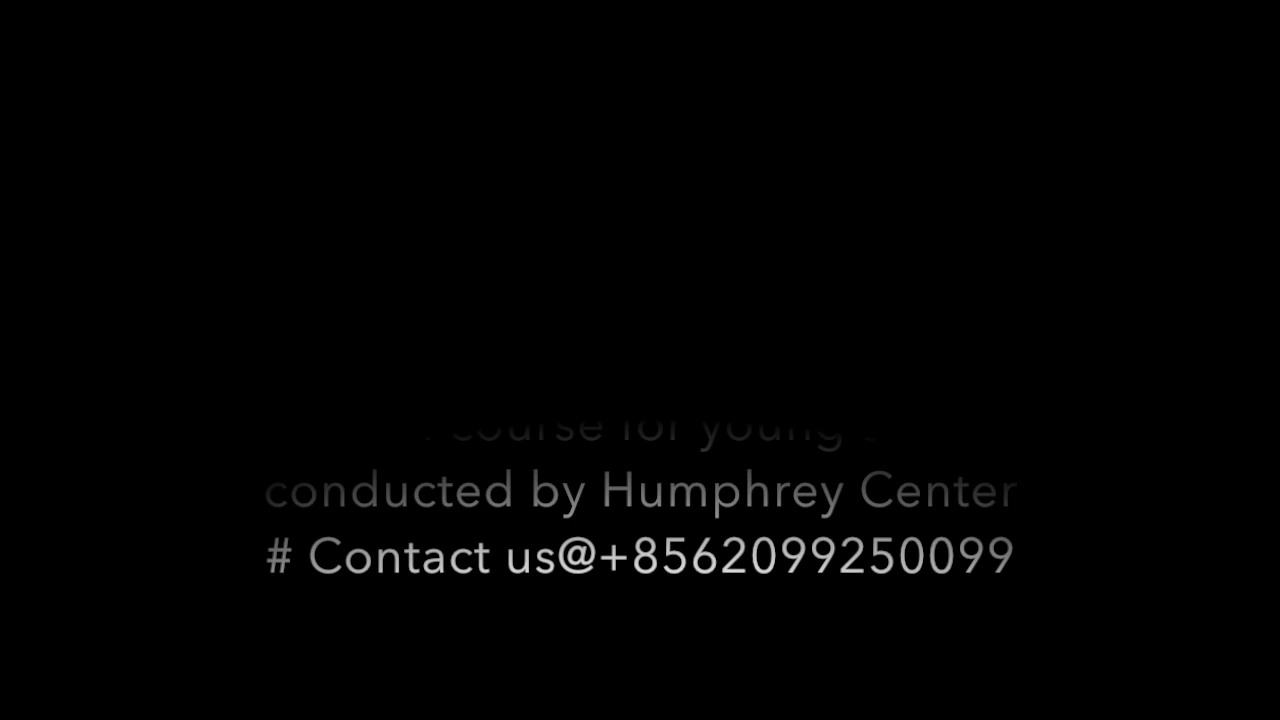 course for young
conducted by Humphrey Center
# Contact us@+8562099250099